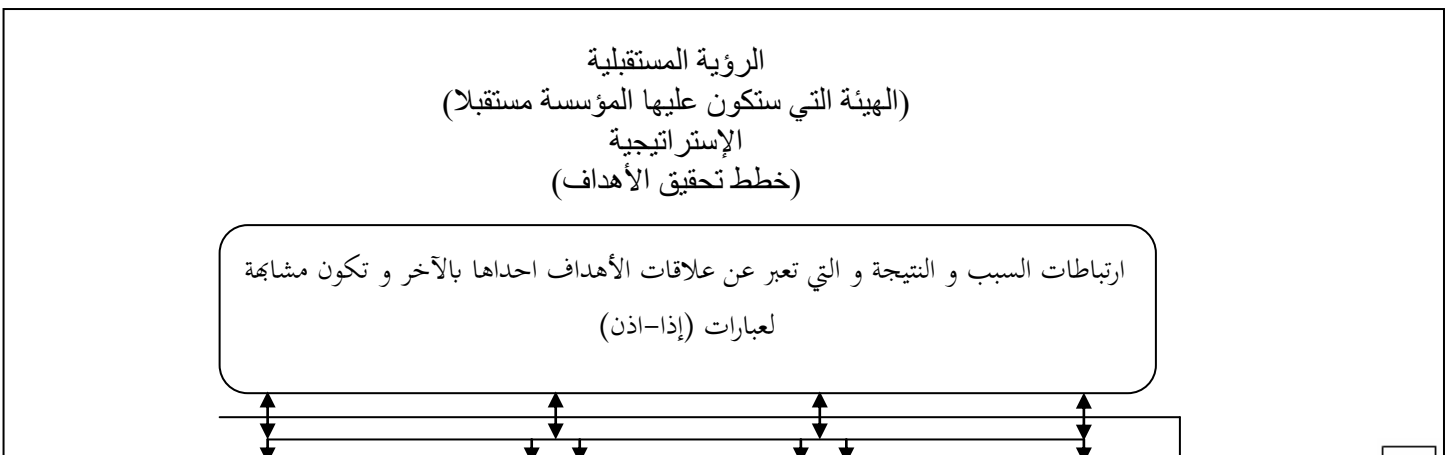 الرؤية المستقبلية
(الهيئة التي ستكون عليها المؤسسة مستقبلا)
الإستراتيجية
(خطط تحقيق الأهداف)
ارتباطات السبب و النتيجة و التي تعبر عن علاقات الأهداف احداها بالآخر و تكون مشابهة
لعبارات (إذا–اذن)